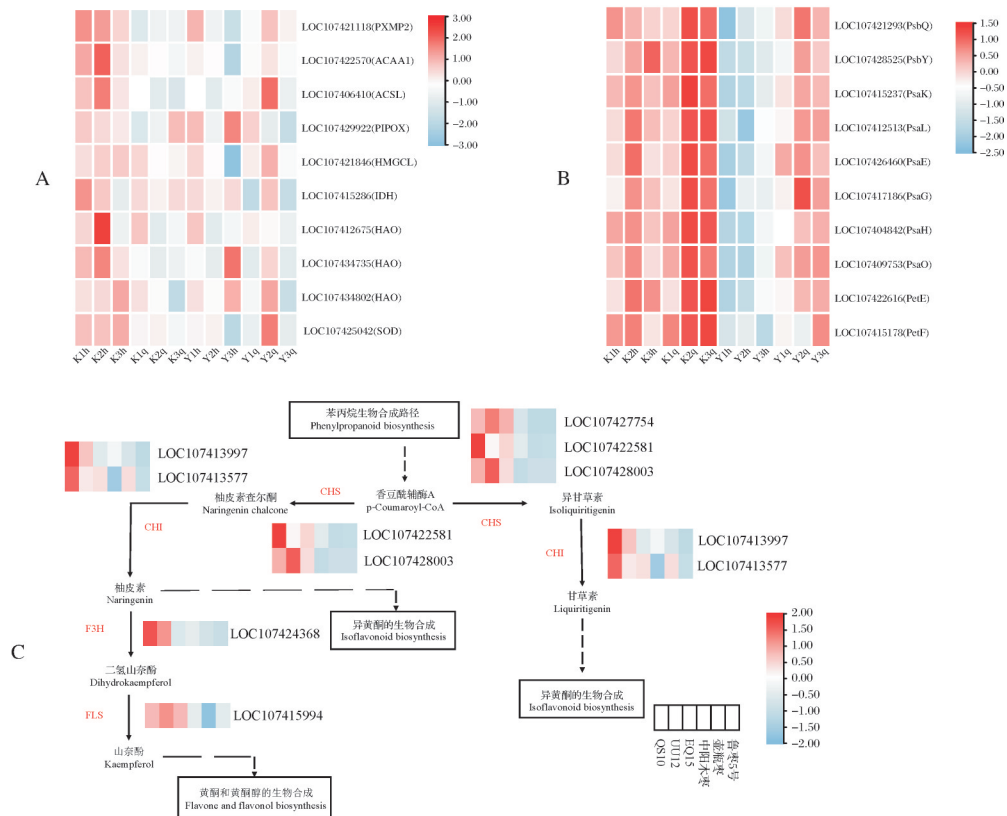 A
LOC107421118(PXMP2)
LOC107422570(ACAA1)
LOC107406410(ACSL)
LOC107429922(PIPOX)
LOC107421846(HMGCL)
LOC107415286(IDH)
LOC107412675(HAO)
LOC107434735(HAO)
LOC107434802(HAO)
LOC107425042(SOD)
K1h K2h K3h K1q K2q K3q Y1h Y2h Y3h Y1q Y2q Y3q
3.00
2.00
1.00
0.00
-1.00
-2.00
-3.00
B
LOC107421293(PsbQ)
LOC107428525(PsbY)
LOC107415237(PsaK)
LOC107412513(PsaL)
LOC107426460(PsaE)
LOC107417186(PsaG)
LOC107404842(PsaH)
LOC107409753(PsaO)
LOC107422616(PetE)
LOC107415178(PetF)
K1h K2h K3h K1q K2q K3q Y1h Y2h Y3h Y1q Y2q Y3q
1.50
1.00
0.50
0.00
-0.50
-1.00
-1.50
-2.00
-2.50
C
苯丙烷生物合成路径
Phenylpropanoid biosynthesis
LOC107427754
LOC107422581
LOC107428003
LOC107413997
LOC107413577
柚皮素查尔酮
Naringenin chalcone
CHS
香豆酰辅酶A
p-Coumaroyl-CoA
CHS
异甘草素
Isoliquiritigenin
CHI
LOC107422581
LOC107428003
CHI
LOC107413997
LOC107413577
柚皮素
Naringenin
甘草素
Liquiritigenin
异黄酮的生物合成
Isoflavonoid biosynthesis
F3H
LOC107424368
二氢山奈酚
Dihydrokaempferol
异黄酮的生物合成
Isoflavonoid biosynthesis
FLS
LOC107415994
山奈酚
Kaempferol
黄酮和黄酮醇的生物合成
Flavone and flavonol biosynthesis
QS10
UU12
EQ15
中阳木枣
壶瓶枣
鲁枣5号
2.00
1.50
1.00
0.50
0.00
-0.50
-1.00
-1.50
-2.00